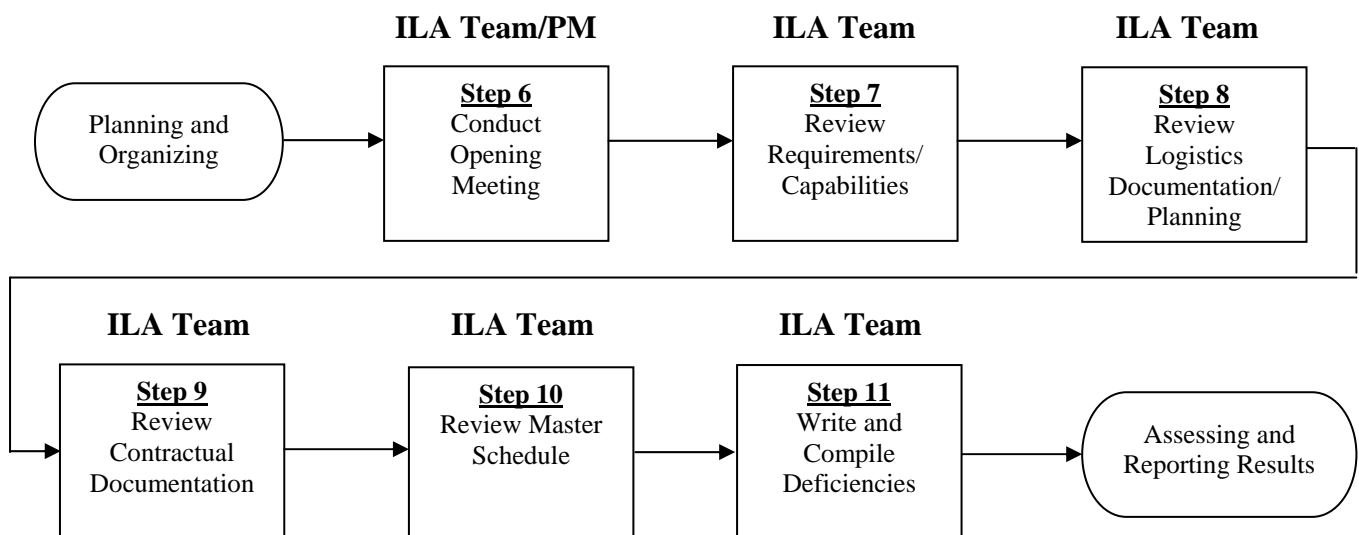 ILA Team/PM
ILA Team
ILA Team
Planning and
Organizing
Step 6
Conduct
Opening
Meeting
Step 7
Review
Requirements/
Capabilities
Step 8
Review
Logistics
Documentation/
Planning
ILA Team
ILA Team
ILA Team
Step 9
Review
Contractual
Documentation
Step 10
Review Master
Schedule
Step 11
Write and
Compile
Deficiencies
Assessing and
Reporting Results